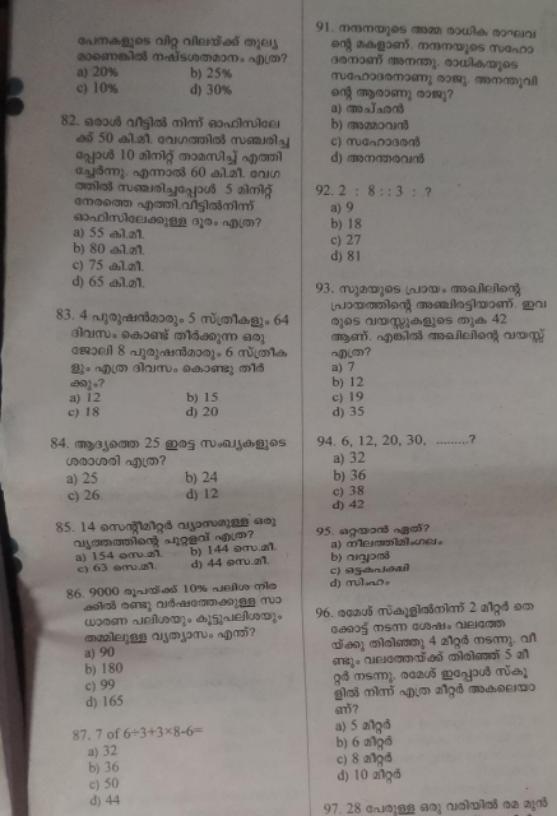 പേനകളുടെ വിറ്റ വിലയ്ക്ക് തുല്യ
മാണെങ്കിൽ നഷ്ടശതമാനം എത്ര?
a) 20% b) 25%
c) 10% d) 30%
82. ഒരാൾ വീട്ടിൽ നിന്ന് ഓഫിസിലേ
ക്ക് 50 കി.മീ. വേഗത്തിൽ സഞ്ചരിച്ച
പ്പോൾ 10 മിനിറ്റ് താമസിച്ച് എത്തി
ച്ചേർന്നു. എന്നാൽ 60 കി.മീ. വേഗ
ത്തിൽ സഞ്ചരിച്ചപ്പോൾ 5 മിനിറ്റ്
നേരത്തെ എത്തി.വീട്ടിൽനിന്ന്
ഓഫിസിലേക്കുള്ള ദൂരം എത്ര?
a) 55 കി.മീ.
b) 80 കി.മീ.
c) 75 കി.മീ.
d) 65 കി.മീ.
83. 4 പുരുഷൻമാരും 5 സ്ത്രീകളും 64
ദിവസം കൊണ്ട് തീർക്കുന്ന ഒരു
ജോലി 8 പുരുഷൻമാരും 6 സ്ത്രീക
ളും എത്ര ദിവസം കൊണ്ടു തീർ
ക്കും?
a) 12 b) 15
c) 18 d) 20
84. ആദ്യത്തെ 25 ഇരട്ട സംഖ്യകളുടെ
ശരാശരി എത്ര?
a) 25 b) 24
c) 26 d) 12
85. 14 സെന്റീമീറ്റർ വ്യാസമുള്ള ഒരു
വൃത്തത്തിന്റെ ചുറ്റളവ് എത്ര?
a) 154 സെ.മീ. b) 144 സെ.മീ.
c) 63 സെ.മീ. d) 44 സെ.മീ.
86. 9000 രൂപയ്ക്ക് 10% പലിശ നിര
ക്കിൽ രണ്ടു വർഷത്തേക്കുള്ള സാ
ധാരണ പലിശയും കൂട്ടുപലിശയും
തമ്മിലുള്ള വ്യത്യാസം എന്ത്?
a) 90
b) 180
c) 99
d) 165
87. 7 of 6÷3+3×8-6=
a) 32
b) 36
c) 50
d) 44
91. നന്ദനയുടെ അമ്മ രാധിക രാഘവ
ന്റെ മകളാണ്. നന്ദനയുടെ സഹോ
ദരനാണ് അനന്തു. രാധികയുടെ
സഹോദരനാണു രാജു. അനന്തുവി
ന്റെ ആരാണു രാജു?
a) അച്ഛൻ
b) അമ്മാവൻ
c) സഹോദരൻ
d) അനന്തരവൻ
92. 2 : 8 : : 3 : ?
a) 9
b) 18
c) 27
d) 81
93. സുമയുടെ പ്രായം അഖിലിന്റെ
പ്രായത്തിന്റെ അഞ്ചിരട്ടിയാണ്. ഇവ
രുടെ വയസ്സുകളുടെ തുക 42
ആണ്. എങ്കിൽ അഖിലിന്റെ വയസ്സ്
എത്ര?
a) 7
b) 12
c) 19
d) 35
94. 6, 12, 20, 30, .........?
a) 32
b) 36
c) 38
d) 42
95. ഒറ്റയാൻ ഏത്?
a) നീലത്തിമിംഗലം
b) വവ്വാൽ
c) ഒട്ടകപക്ഷി
d) സിംഹം
96. രമേശ് സ്കൂളിൽനിന്ന് 2 മീറ്റർ തെ
ക്കോട്ട് നടന്ന ശേഷം വലത്തേ
യ്ക്കു തിരിഞ്ഞു 4 മീറ്റർ നടന്നു. വീ
ണ്ടും വലത്തേയ്ക്ക് തിരിഞ്ഞ് 5 മീ
റ്റർ നടന്നു. രമേശ് ഇപ്പോൾ സ്കൂ
ളിൽ നിന്ന് എത്ര മീറ്റർ അകലെയാ
ണ്?
a) 5 മീറ്റർ
b) 6 മീറ്റർ
c) 8 മീറ്റർ
d) 10 മീറ്റർ
97. 28 പേരുള്ള ഒരു വരിയിൽ രമ മുൻ